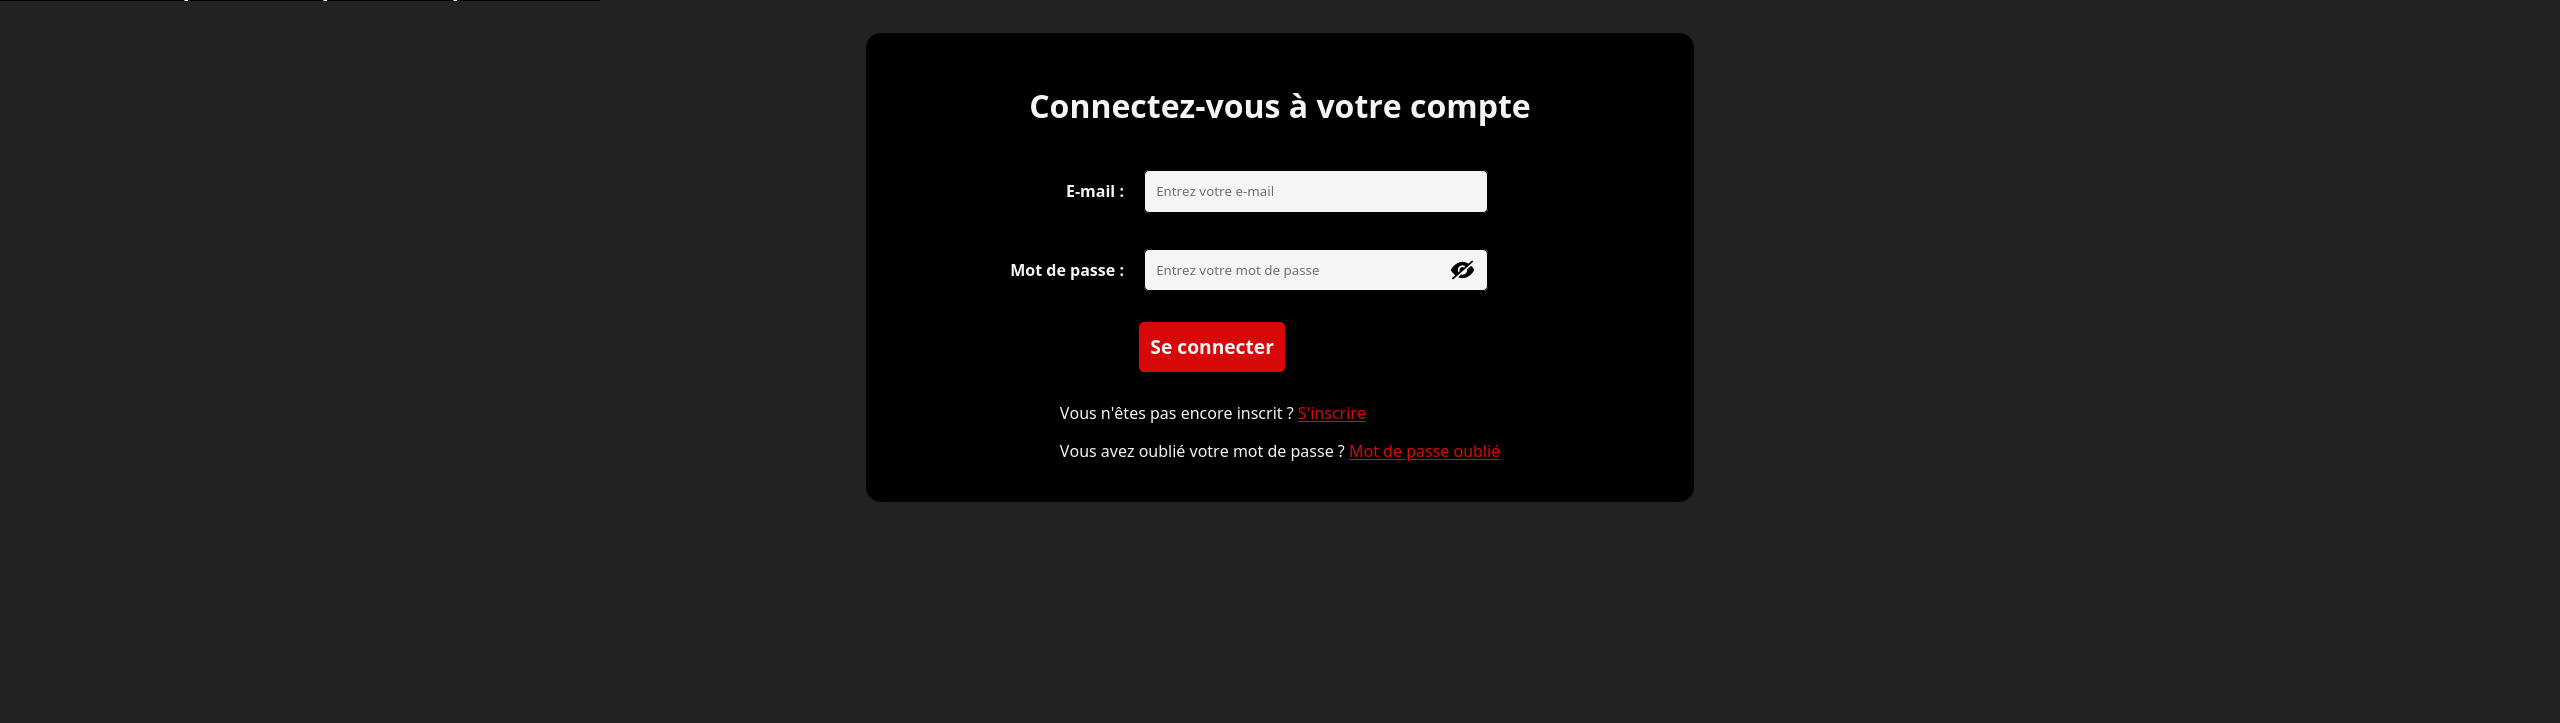 Connectez-vous à votre compte
E-mail :
Entrez votre e-mail
Mot de passe :
Entrez votre mot de passe
Se connecter
Vous n'êtes pas encore inscrit ? S'inscrire
Vous avez oublié votre mot de passe ? Mot de passe oublié